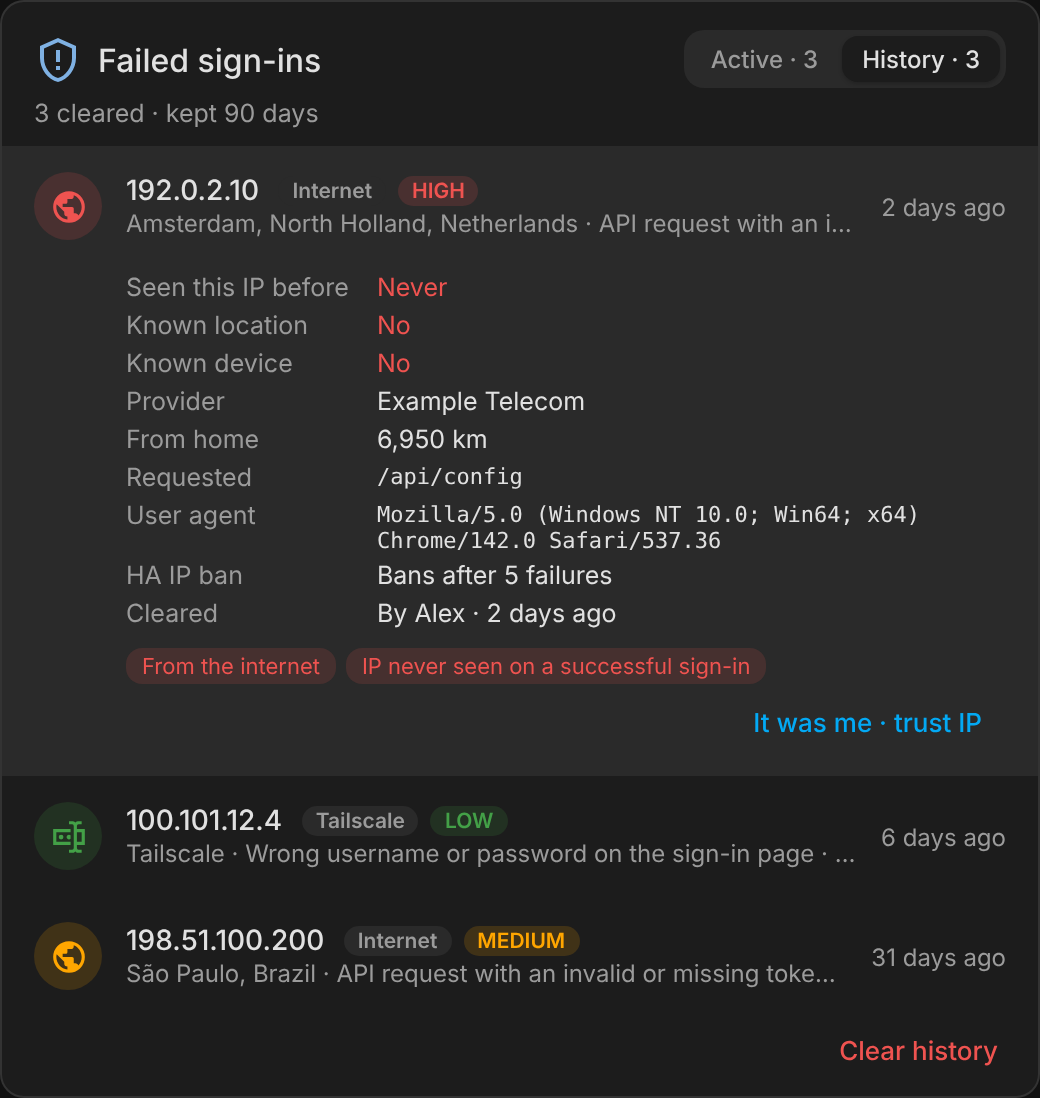 Failed sign-ins
Active · 3
History · 3
3 cleared · kept 90 days
192.0.2.10 Internet HIGH
2 days ago
Amsterdam, North Holland, Netherlands · API request with an i...
Seen this IP before Never
Known location No
Known device No
Provider Example Telecom
From home 6,950 km
Requested /api/config
User agent Mozilla/5.0 (Windows NT 10.0; Win64; x64)
Chrome/142.0 Safari/537.36
HA IP ban Bans after 5 failures
Cleared By Alex · 2 days ago
From the internet IP never seen on a successful sign-in
It was me · trust IP
100.101.12.4 Tailscale LOW
6 days ago
Tailscale · Wrong username or password on the sign-in page · ...
198.51.100.200 Internet MEDIUM
31 days ago
São Paulo, Brazil · API request with an invalid or missing toke...
Clear history